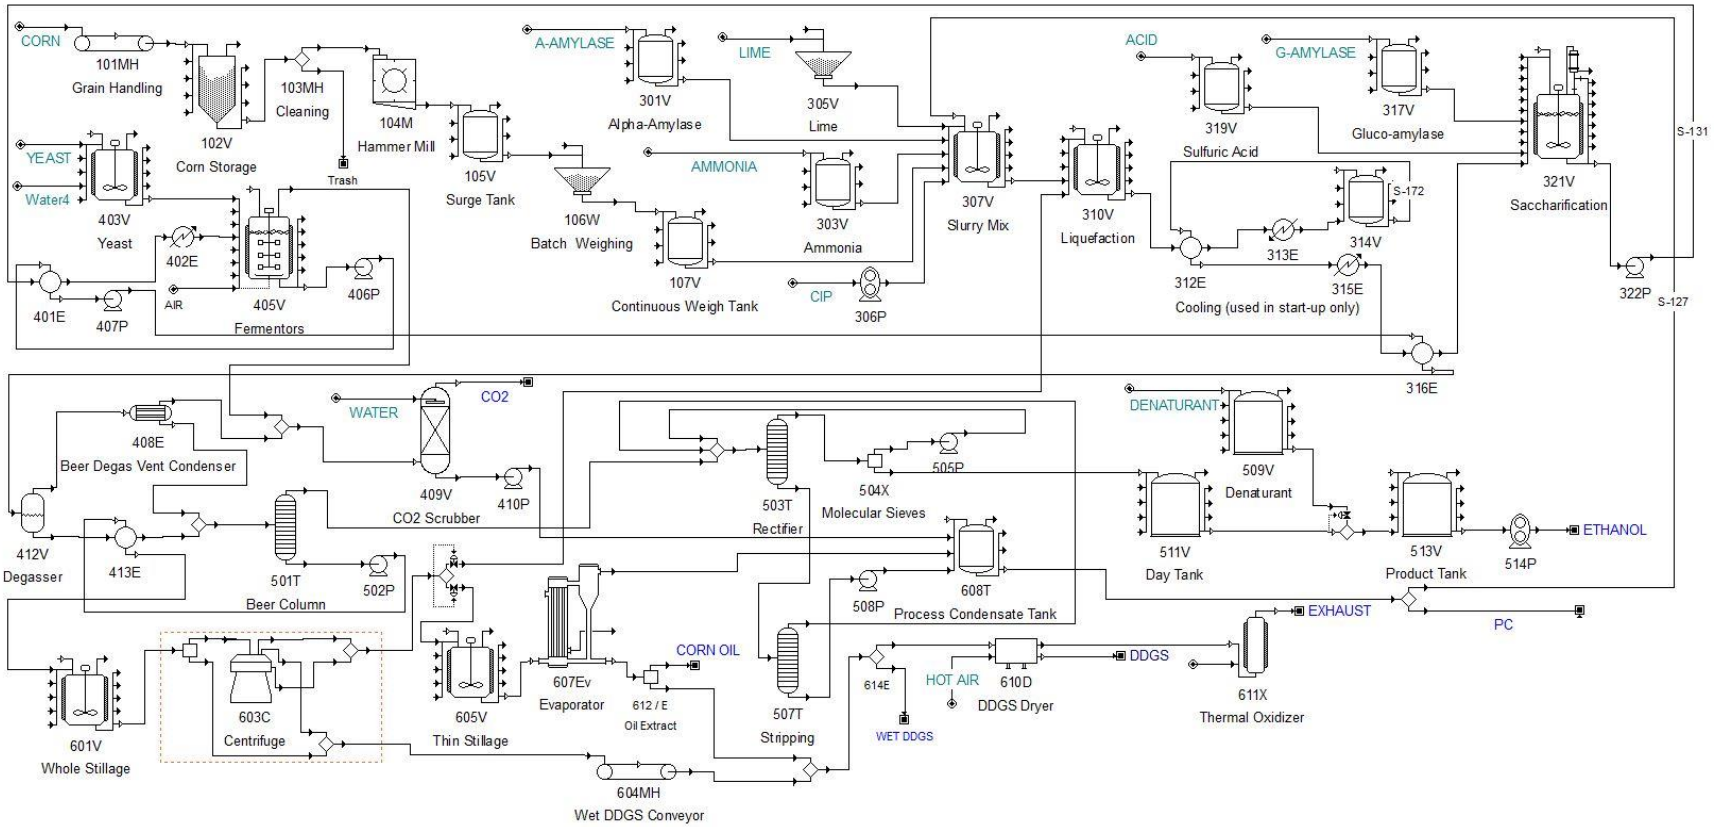 CORN
101MH
Grain Handling
102V
Corn Storage
103MH
Cleaning
Trash
104M
Hammer Mill
105V
Surge Tank
106W
Batch Weighing
107V
Continuous Weigh Tank
A-AMYLASE
301V
Alpha-Amylase
LIME
305V
Lime
AMMONIA
303V
Ammonia
CIP
306P
307V
Slurry Mix
310V
Liquefaction
ACID
319V
Sulfuric Acid
G-AMYLASE
317V
Gluco-amylase
312E
313E
314V
S-172
315E
Cooling (used in start-up only)
321V
Saccharification
322P
S-131
S-127
316E
YEAST
Water4
403V
Yeast
402E
401E
407P
AIR
405V
Fermentors
406P
408E
Beer Degas Vent Condenser
412V
Degasser
413E
WATER
CO2
409V
CO2 Scrubber
410P
501T
Beer Column
502P
503T
Rectifier
504X
Molecular Sieves
505P
507T
Stripping
508P
608T
Process Condensate Tank
DENATURANT
509V
Denaturant
511V
Day Tank
513V
Product Tank
514P
ETHANOL
PC
EXHAUST
611X
Thermal Oxidizer
DDGS
HOT AIR
610D
DDGS Dryer
614E
WET DDGS
CORN OIL
612 / E
Oil Extract
607Ev
Evaporator
605V
Thin Stillage
603C
Centrifuge
601V
Whole Stillage
604MH
Wet DDGS Conveyor